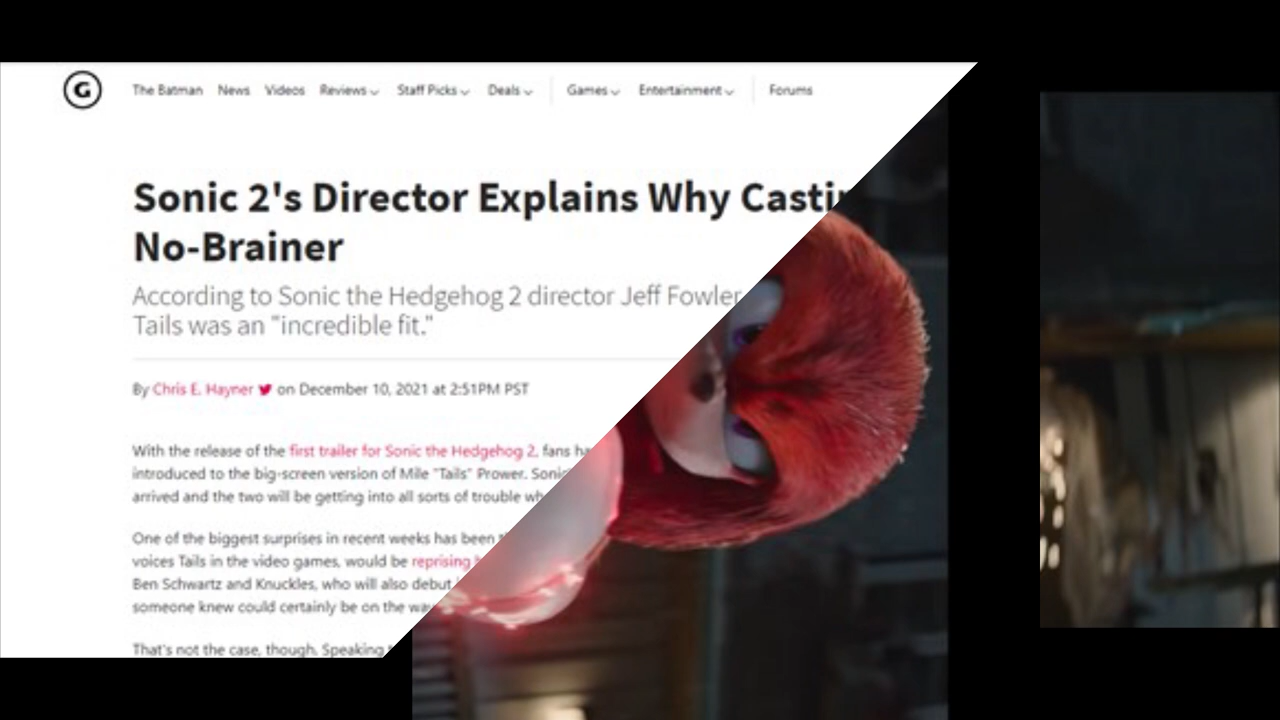 G
The Batman News Videos Reviews Staff Picks Deals Games Entertainment Forums
Sonic 2's Director Explains Why
No-Brainer
According to Sonic the Hedgehog 2 director Jeff Fowler
Tails was an "incredible fit."
By Chris E. Hayner on December 10, 2021 at 2:51PM PST
With the release of the first trailer for Sonic the Hedgehog 2, fans
introduced to the big-screen version of Mile "Tails" Prower.
arrived and the two will be getting into all sorts of trouble
One of the biggest surprises in recent weeks has been
voices Tails in the video games, would be reprising
Ben Schwartz and Knuckles, who will also debut
someone knew could certainly be on the
That's not the case, though. Speaking